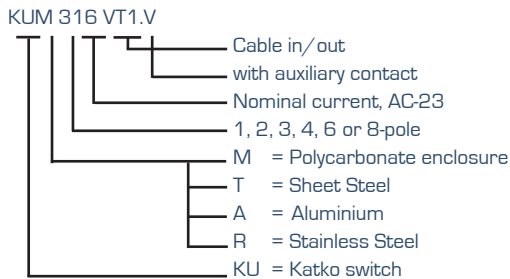 KUM 316 VT1.V
Cable in/out
with auxiliary contact
Nominal current, AC-23
1, 2, 3, 4, 6 or 8-pole
M = Polycarbonate enclosure
T = Sheet Steel
A = Aluminium
R = Stainless Steel
KU = Katko switch